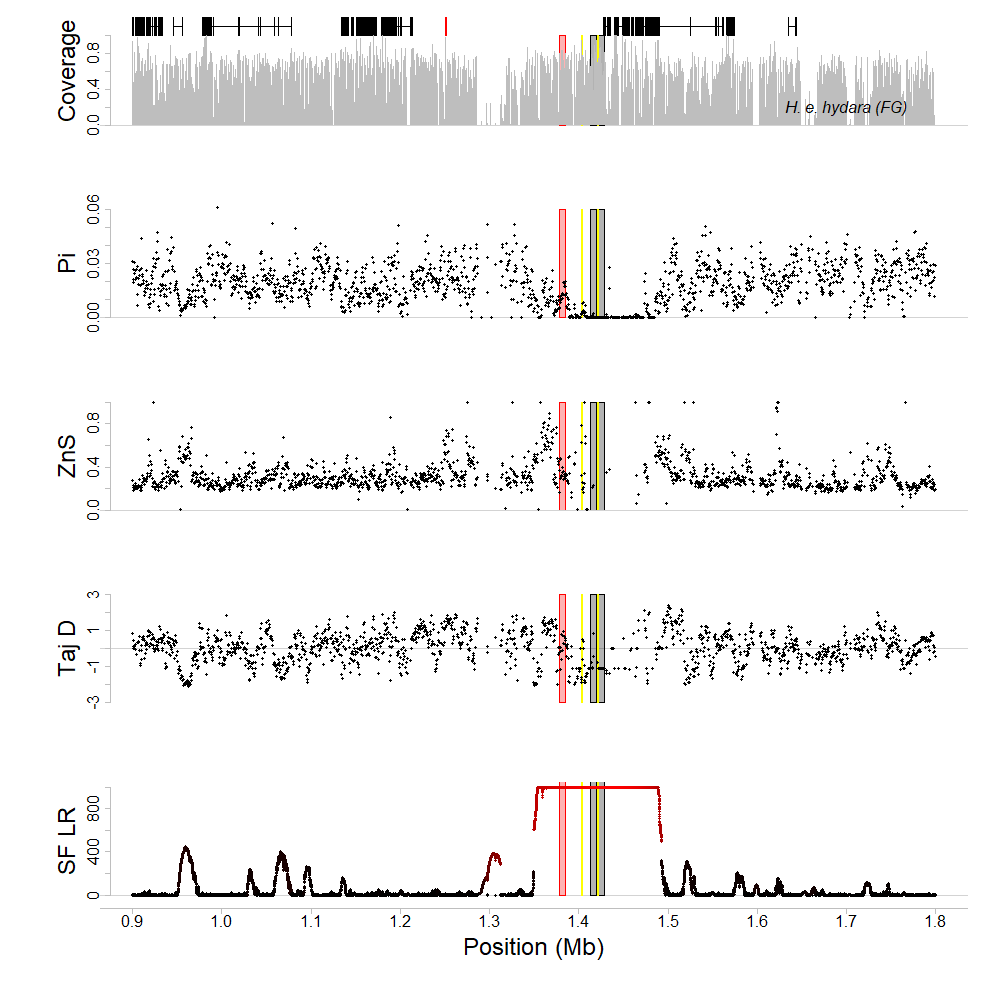 Coverage
0.0 0.4 0.8
H. e. hydara (FG)
Pi
0.00 0.03 0.06
ZnS
0.0 0.4 0.8
Taj D
-3 -1 1 3
SF LR
0 400 800
0.9 1.0 1.1 1.2 1.3 1.4 1.5 1.6 1.7 1.8
Position (Mb)